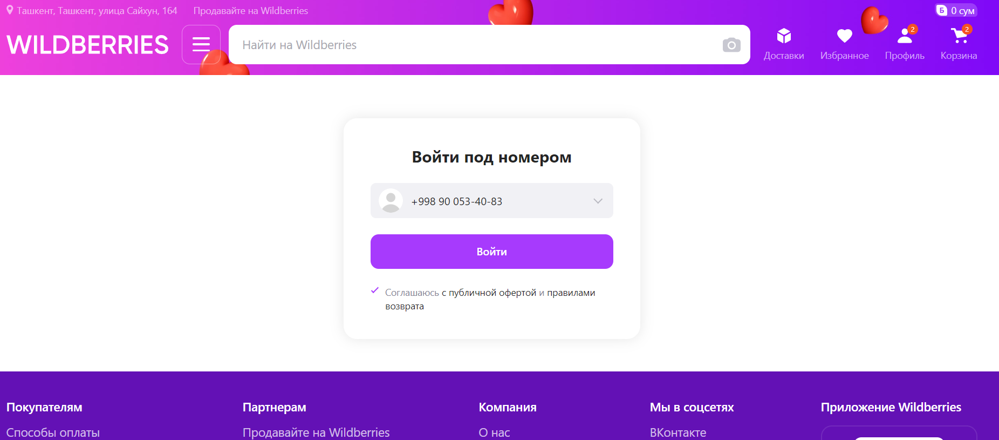 Ташкент, Ташкент, улица Сайхун, 164 Продавайте на Wildberries Б 0 сум
WILDBERRIES Найти на Wildberries 2 2
Доставки Избранное Профиль Корзина
Войти под номером
+998 90 053-40-83
Войти
Соглашаюсь с публичной офертой и правилами
возврата
Покупателям Партнерам Компания Мы в соцсетях Приложение Wildberries
Способы оплаты Продавайте на Wildberries О нас ВКонтакте